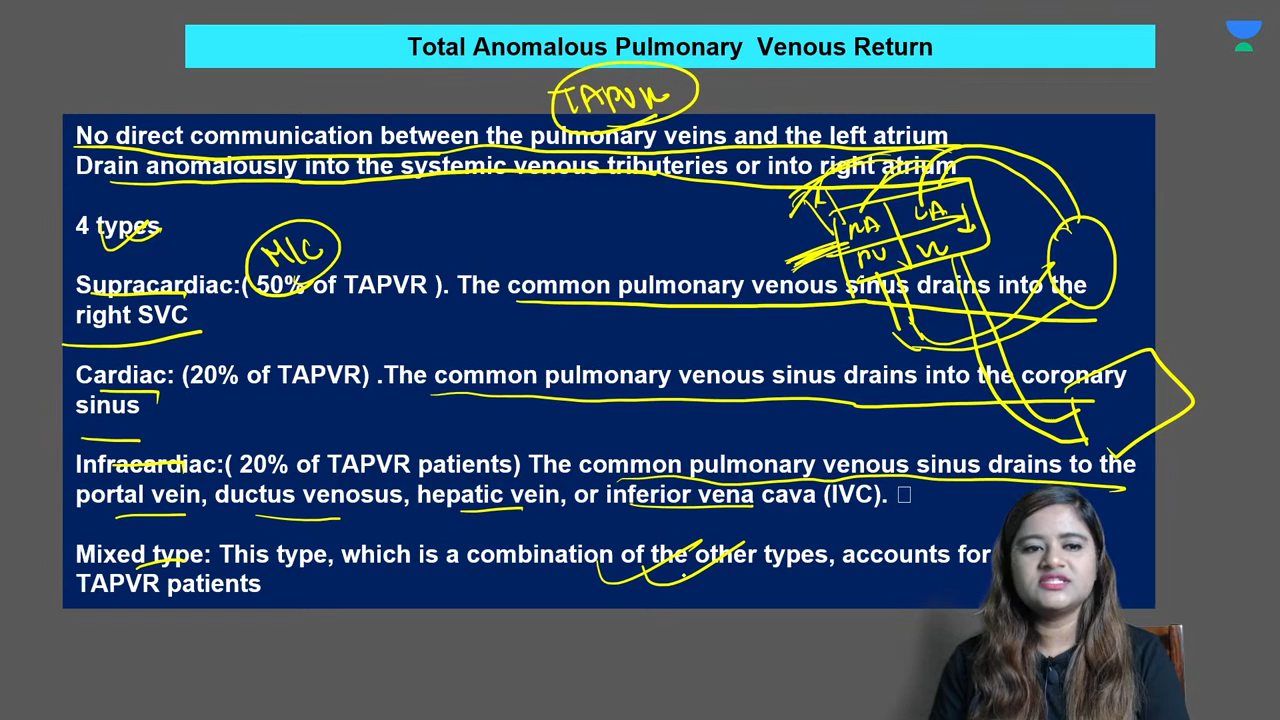 Total Anomalous Pulmonary Venous Return
TAPVR
No direct communication between the pulmonary veins and the left atrium
Drain anomalously into the systemic venous tributeries or into right atrium
4 types
M/C
RA LA
RV LV
Supracardiac:( 50% of TAPVR ). The common pulmonary venous sinus drains into the
right SVC
Cardiac: (20% of TAPVR) .The common pulmonary venous sinus drains into the coronary
sinus
Infracardiac:( 20% of TAPVR patients) The common pulmonary venous sinus drains to the
portal vein, ductus venosus, hepatic vein, or inferior vena cava (IVC).
Mixed type: This type, which is a combination of the other types, accounts for
TAPVR patients